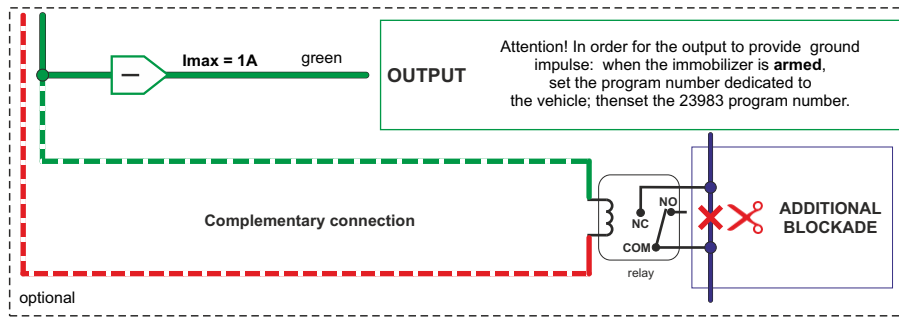 Imax = 1A
green
OUTPUT
Attention! In order for the output to provide ground
impulse: when the immobilizer is armed,
set the program number dedicated to
the vehicle; thenset the 23983 program number.
Complementary connection
NC
NO
COM
relay
ADDITIONAL
BLOCKADE
optional